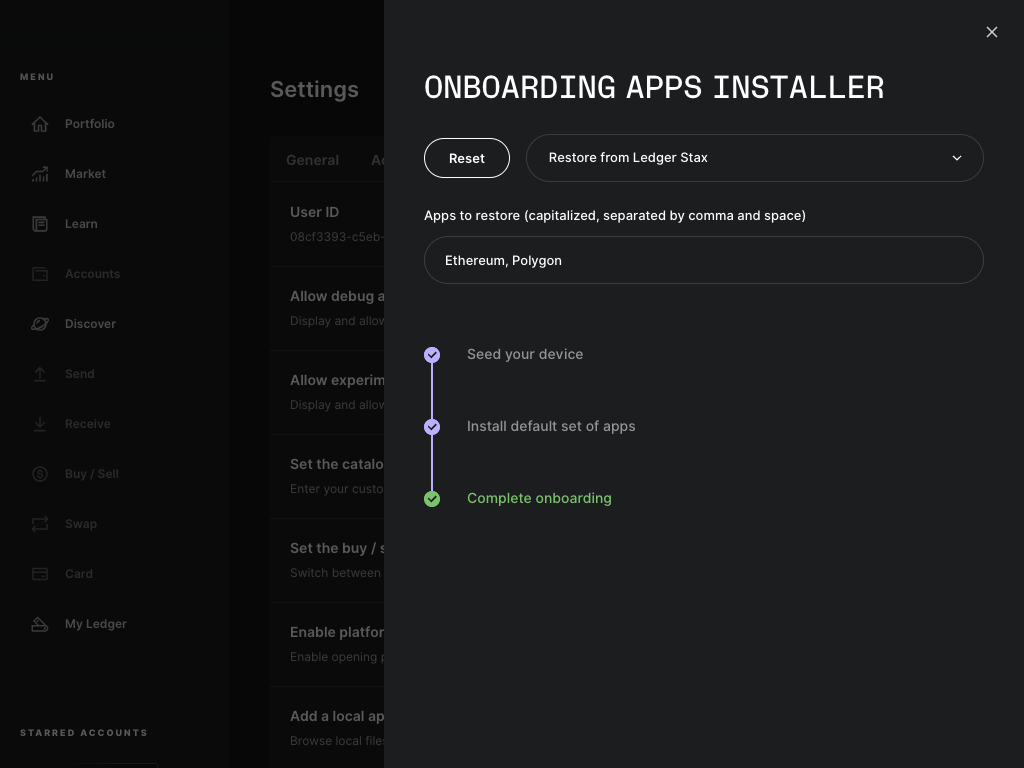 MENU
Portfolio
Market
Learn
Accounts
Discover
Send
Receive
Buy / Sell
Swap
Card
My Ledger
STARRED ACCOUNTS
Settings
General
User ID
08cf3393-c5eb-
Allow debug a
Display and allow
Allow experim
Display and allow
Set the catalo
Enter your custo
Set the buy / s
Switch between
Enable platfor
Enable opening p
Add a local ap
Browse local files
ONBOARDING APPS INSTALLER
Reset
Restore from Ledger Stax
Apps to restore (capitalized, separated by comma and space)
Ethereum, Polygon
Seed your device
Install default set of apps
Complete onboarding